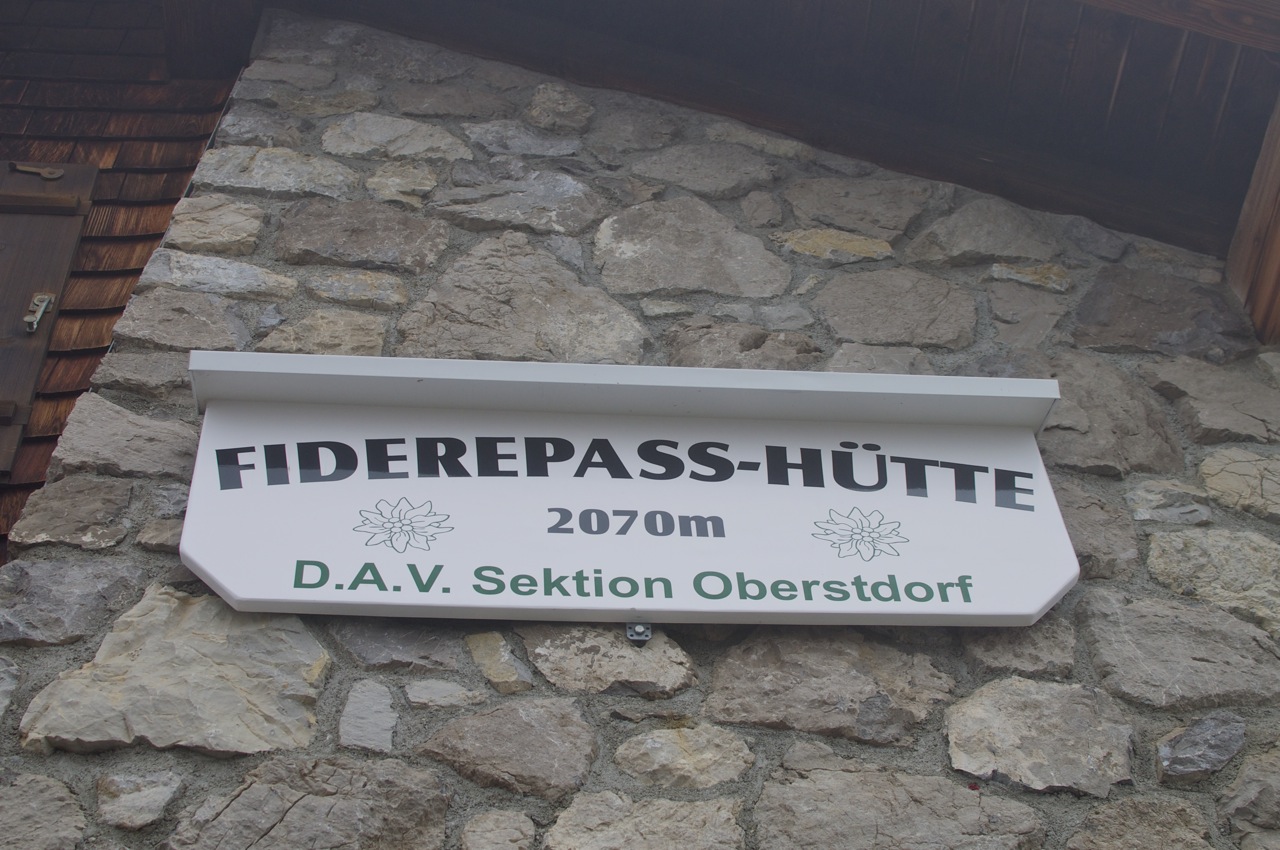 FIDEREPASS-HÜTTE
2070m
D.A.V. Sektion Oberstdorf